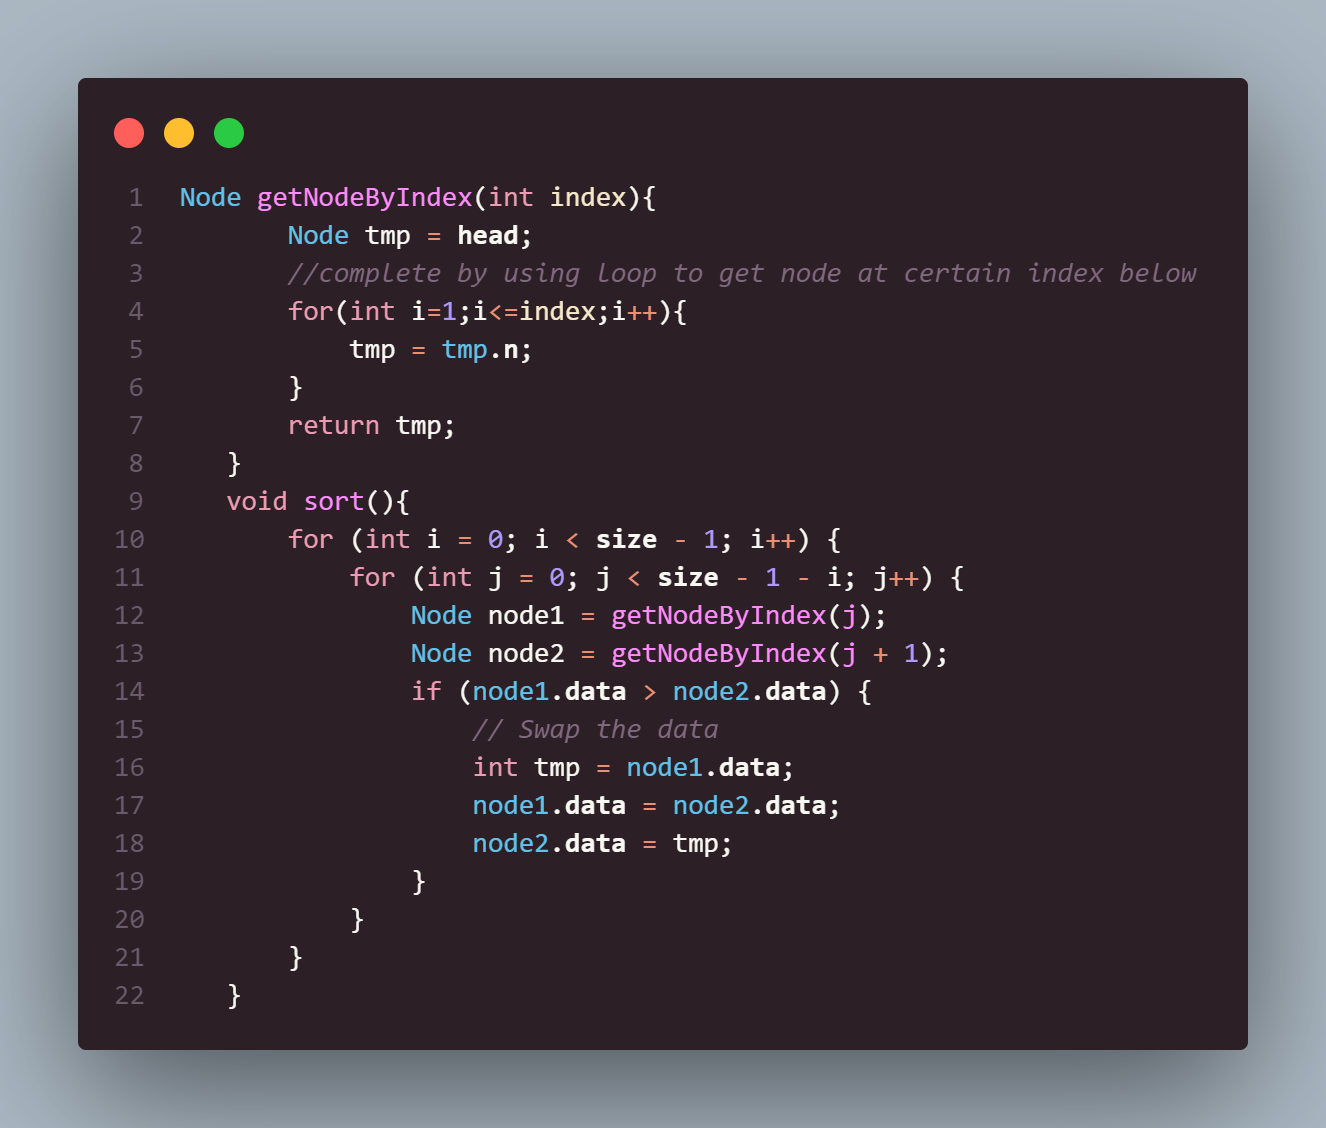 1 Node getNodeByIndex(int index){
2 Node tmp = head;
3 //complete by using loop to get node at certain index below
4 for(int i=1;i<=index;i++){
5 tmp = tmp.n;
6 }
7 return tmp;
8 }
9 void sort(){
10 for (int i = 0; i < size - 1; i++) {
11 for (int j = 0; j < size - 1 - i; j++) {
12 Node node1 = getNodeByIndex(j);
13 Node node2 = getNodeByIndex(j + 1);
14 if (node1.data > node2.data) {
15 // Swap the data
16 int tmp = node1.data;
17 node1.data = node2.data;
18 node2.data = tmp;
19 }
20 }
21 }
22 }